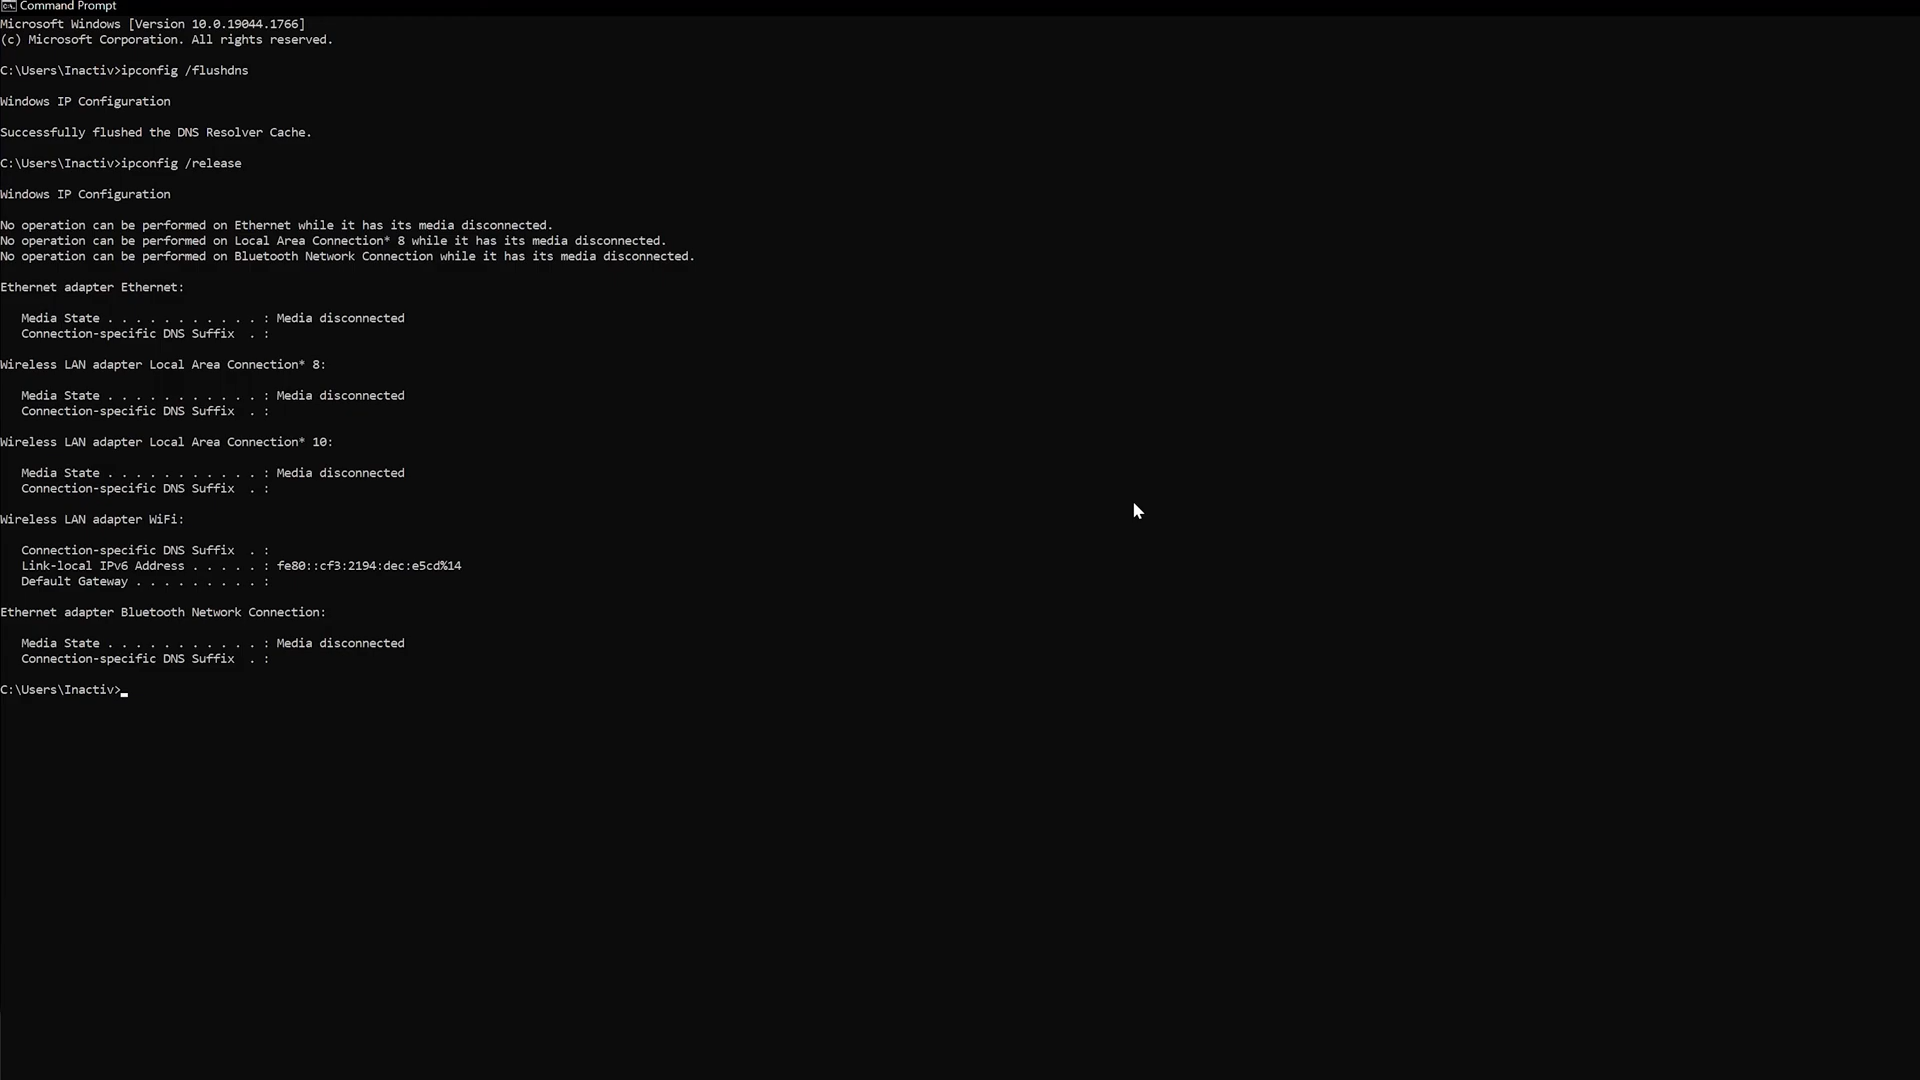 Command Prompt
Microsoft Windows [Version 10.0.19044.1766]
(c) Microsoft Corporation. All rights reserved.
C:\Users\Inactiv>ipconfig /flushdns
Windows IP Configuration
Successfully flushed the DNS Resolver Cache.
C:\Users\Inactiv>ipconfig /release
Windows IP Configuration
No operation can be performed on Ethernet while it has its media disconnected.
No operation can be performed on Local Area Connection* 8 while it has its media disconnected.
No operation can be performed on Bluetooth Network Connection while it has its media disconnected.
Ethernet adapter Ethernet:
Media State . . . . . . . . . . . : Media disconnected
Connection-specific DNS Suffix  . :
Wireless LAN adapter Local Area Connection* 8:
Media State . . . . . . . . . . . : Media disconnected
Connection-specific DNS Suffix  . :
Wireless LAN adapter Local Area Connection* 10:
Media State . . . . . . . . . . . : Media disconnected
Connection-specific DNS Suffix  . :
Wireless LAN adapter WiFi:
Connection-specific DNS Suffix  . :
Link-local IPv6 Address . . . . . : fe80::cf3:2194:dec:e5cd%14
Default Gateway . . . . . . . . . :
Ethernet adapter Bluetooth Network Connection:
Media State . . . . . . . . . . . : Media disconnected
Connection-specific DNS Suffix  . :
C:\Users\Inactiv>